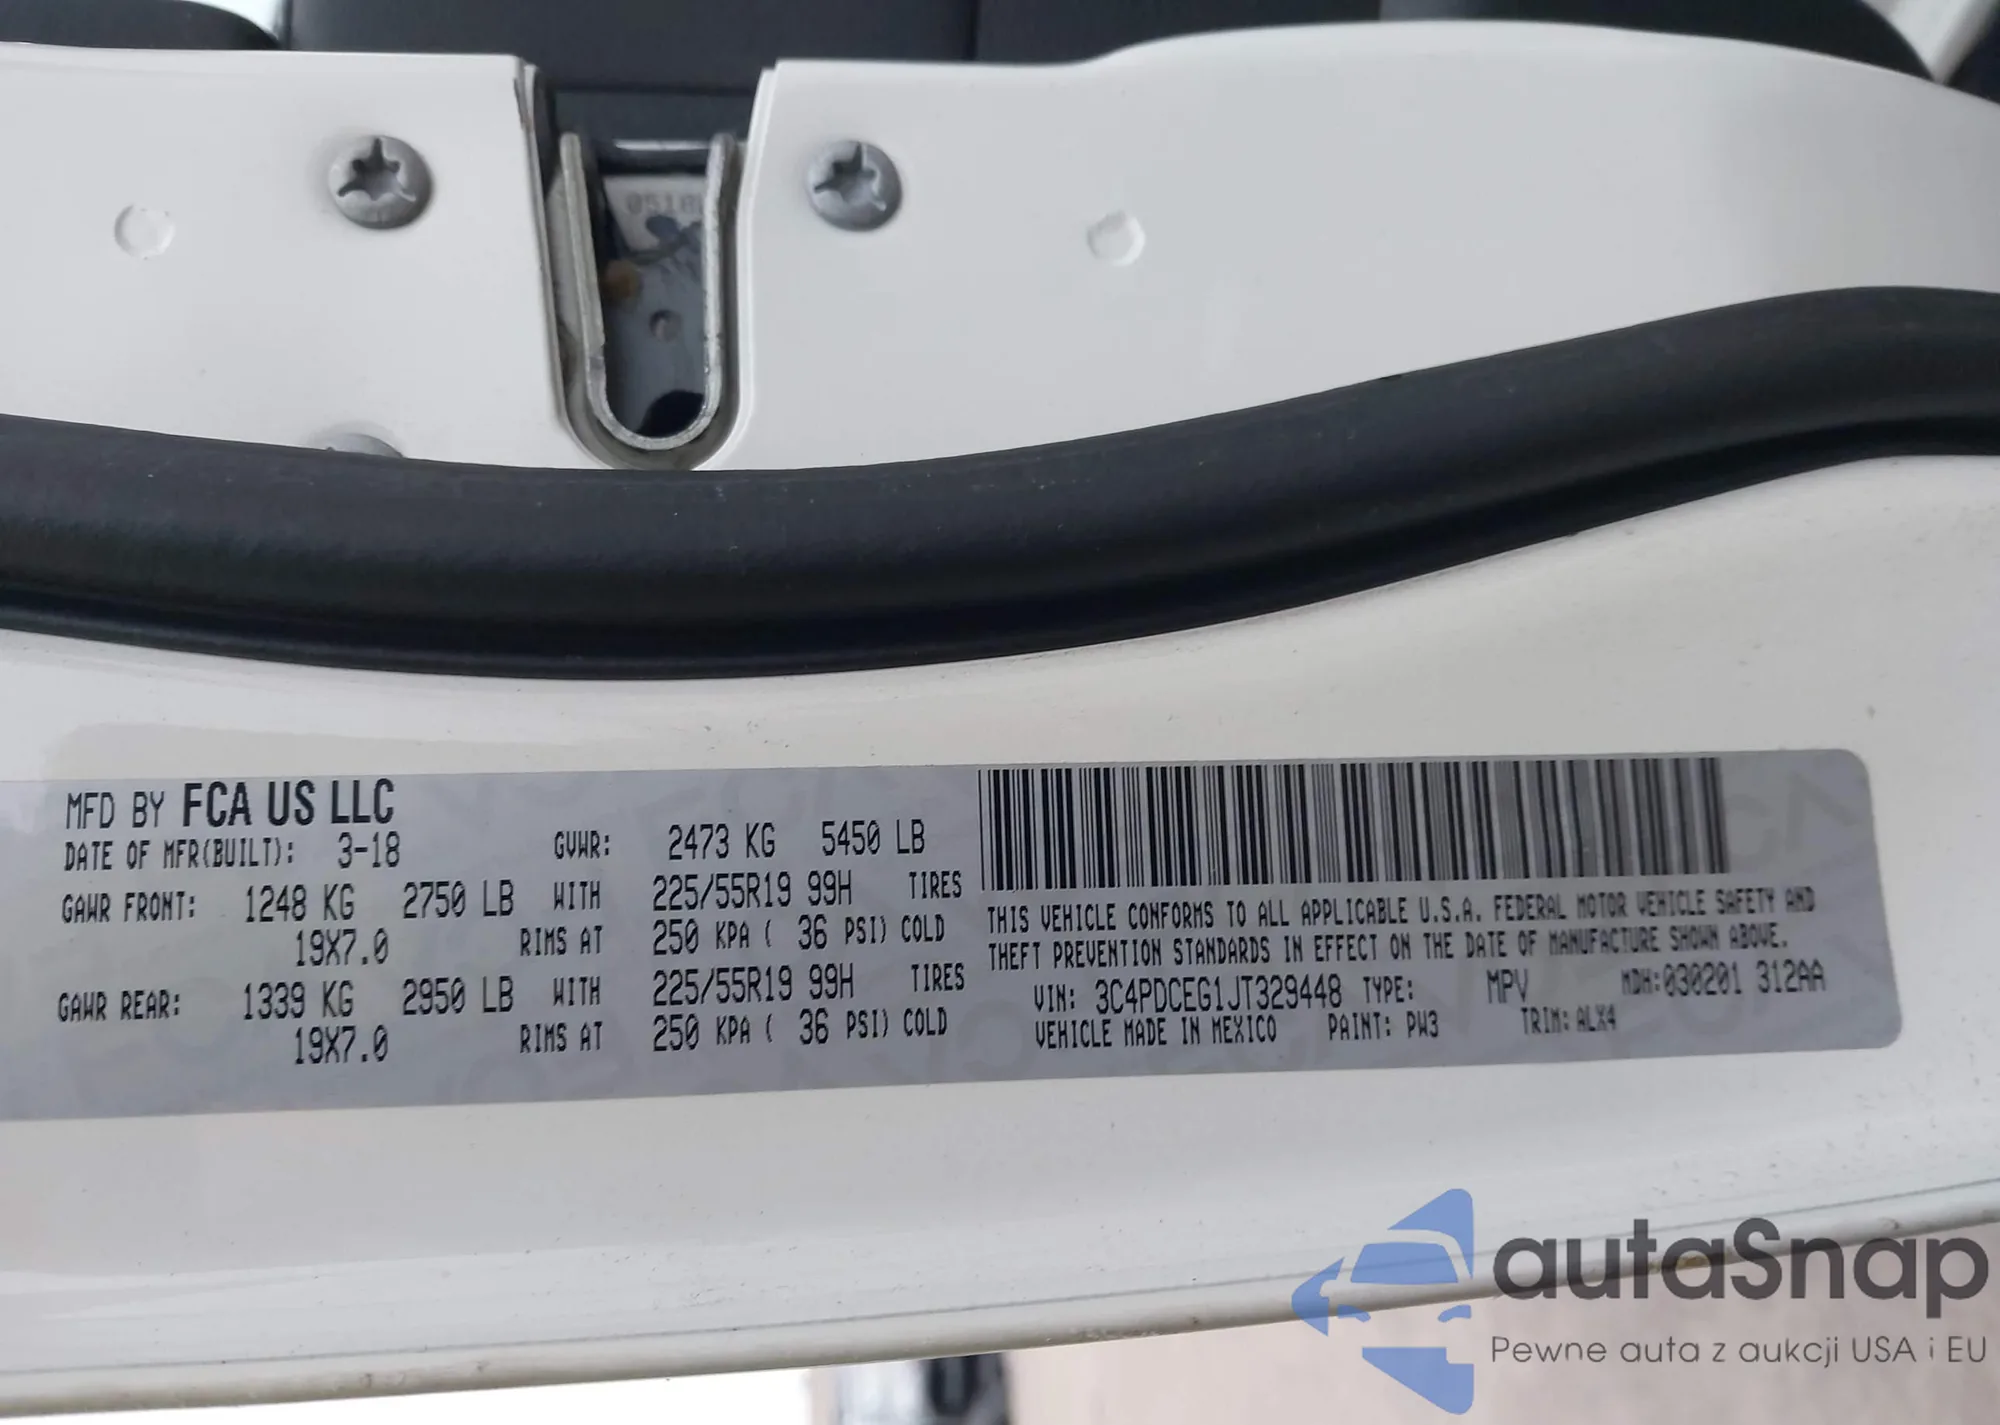 MFD BY FCA US LLC
DATE OF MFR(BUILT): 3-18 GVWR: 2473 KG 5450 LB
GAWR FRONT: 1248 KG 2750 LB WITH 225/55R19 99H TIRES
19X7.0 RIMS AT 250 KPA ( 36 PSI) COLD
GAWR REAR: 1339 KG 2950 LB WITH 225/55R19 99H TIRES
19X7.0 RIMS AT 250 KPA ( 36 PSI) COLD
THIS VEHICLE CONFORMS TO ALL APPLICABLE U.S.A. FEDERAL MOTOR VEHICLE SAFETY AND
THEFT PREVENTION STANDARDS IN EFFECT ON THE DATE OF MANUFACTURE SHOWN ABOVE.
VIN: 3C4PDCEG1JT329448 TYPE: MPV MDH:030201 312AA
VEHICLE MADE IN MEXICO PAINT: PW3 TRIM: ALX4
autaSnap
Pewne auta z aukcji USA i EU